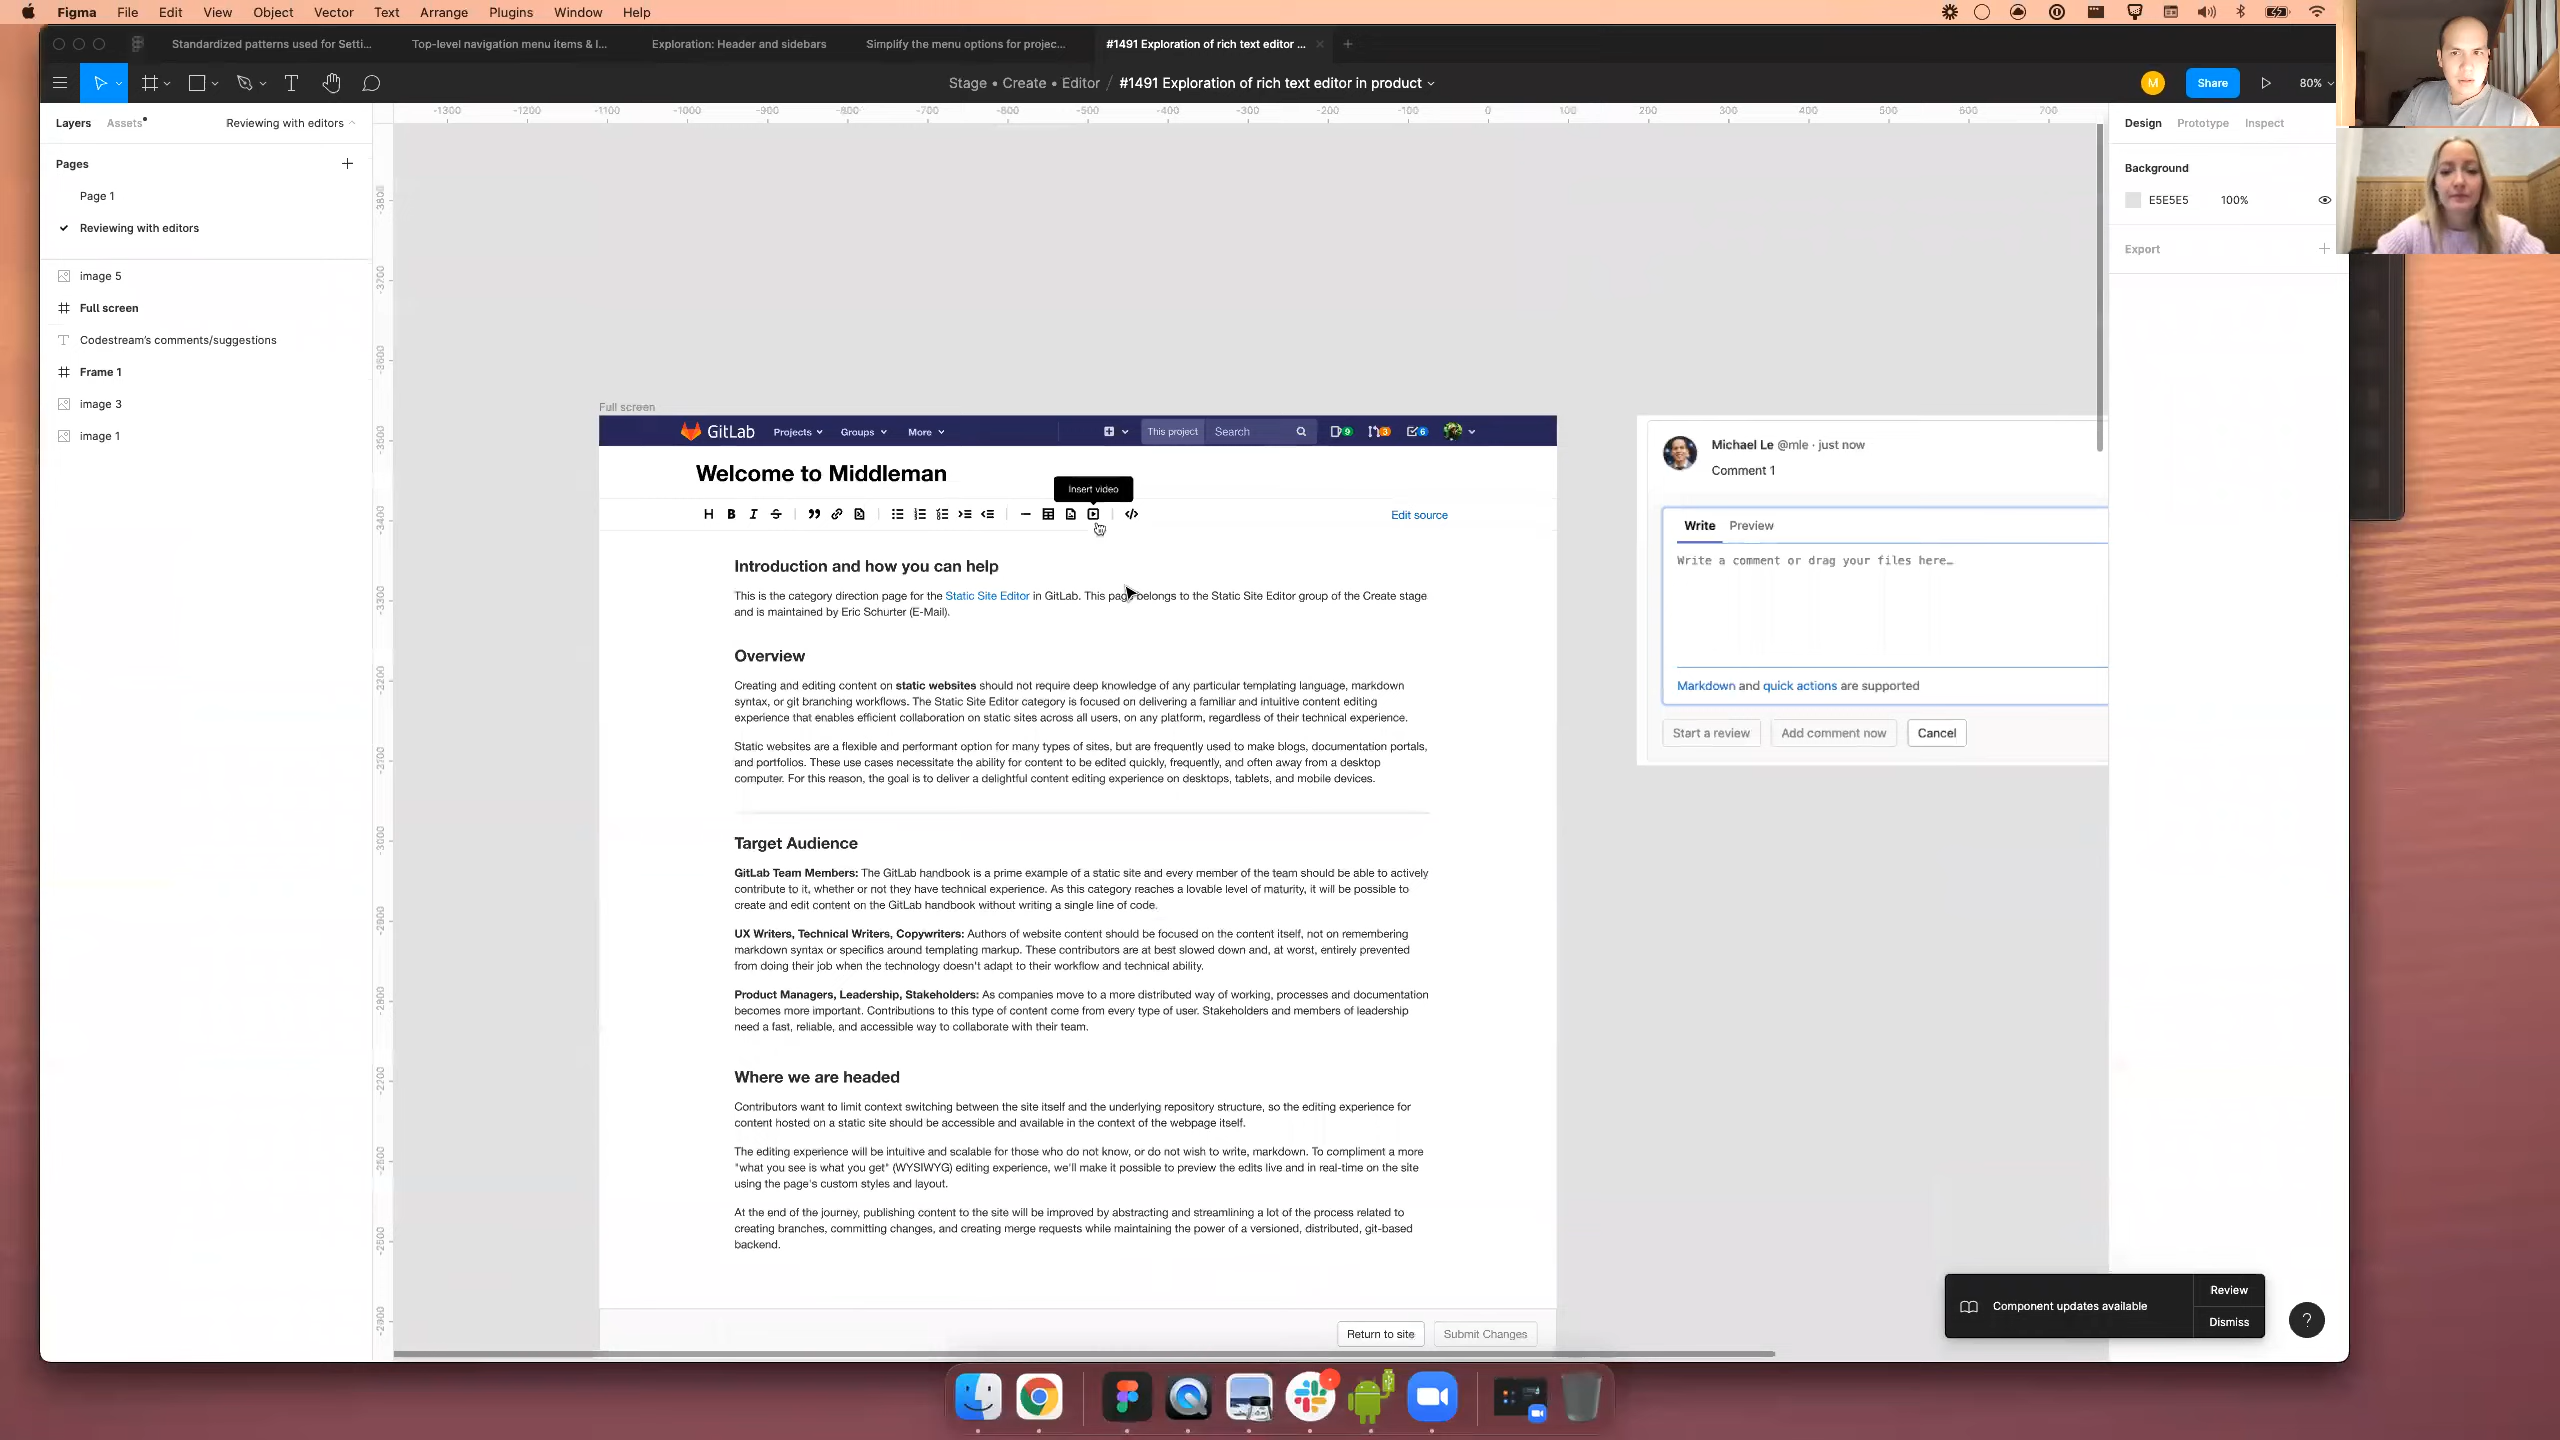 Figma File Edit View Object Vector Text Arrange Plugins Window Help
Standardized patterns used for Setti... Top-level navigation menu items & I... Exploration: Header and sidebars Simplify the menu options for projec... #1491 Exploration of rich text editor ...
Stage • Create • Editor / #1491 Exploration of rich text editor in product
M Share 80%
Layers Assets Reviewing with editors
Pages
Page 1
Reviewing with editors
image 5
Full screen
Codestream's comments/suggestions
Frame 1
image 3
image 1
-1300 -1200 -1100 -1000 -900 -800 -700 -600 -500 -400 -300 -200 -100 0 100 200 300 400 500 600 700
Full screen
GitLab Projects Groups More This project Search 9 3 6
Welcome to Middleman
Insert video
Edit source
Introduction and how you can help
This is the category direction page for the Static Site Editor in GitLab. This page belongs to the Static Site Editor group of the Create stage
and is maintained by Eric Schurter (E-Mail).
Overview
Creating and editing content on static websites should not require deep knowledge of any particular templating language, markdown
syntax, or git branching workflows. The Static Site Editor category is focused on delivering a familiar and intuitive content editing
experience that enables efficient collaboration on static sites across all users, on any platform, regardless of their technical experience.
Static websites are a flexible and performant option for many types of sites, but are frequently used to make blogs, documentation portals,
and portfolios. These use cases necessitate the ability for content to be edited quickly, frequently, and often away from a desktop
computer. For this reason, the goal is to deliver a delightful content editing experience on desktops, tablets, and mobile devices.
Target Audience
GitLab Team Members: The GitLab handbook is a prime example of a static site and every member of the team should be able to actively
contribute to it, whether or not they have technical experience. As this category reaches a lovable level of maturity, it will be possible to
create and edit content on the GitLab handbook without writing a single line of code.
UX Writers, Technical Writers, Copywriters: Authors of website content should be focused on the content itself, not on remembering
markdown syntax or specifics around templating markup. These contributors are at best slowed down and, at worst, entirely prevented
from doing their job when the technology doesn't adapt to their workflow and technical ability.
Product Managers, Leadership, Stakeholders: As companies move to a more distributed way of working, processes and documentation
becomes more important. Contributions to this type of content come from every type of user. Stakeholders and members of leadership
need a fast, reliable, and accessible way to collaborate with their team.
Where we are headed
Contributors want to limit context switching between the site itself and the underlying repository structure, so the editing experience for
content hosted on a static site should be accessible and available in the context of the webpage itself.
The editing experience will be intuitive and scalable for those who do not know, or do not wish to write, markdown. To compliment a more
"what you see is what you get" (WYSIWYG) editing experience, we'll make it possible to preview the edits live and in real-time on the site
using the page's custom styles and layout.
At the end of the journey, publishing content to the site will be improved by abstracting and streamlining a lot of the process related to
creating branches, committing changes, and creating merge requests while maintaining the power of a versioned, distributed, git-based
backend.
Return to site Submit Changes
Michael Le @mle · just now
Comment 1
Write Preview
Write a comment or drag your files here…
Markdown and quick actions are supported
Start a review Add comment now Cancel
Design Prototype Inspect
Background
E5E5E5 100%
Export
Component updates available
Review
Dismiss
?